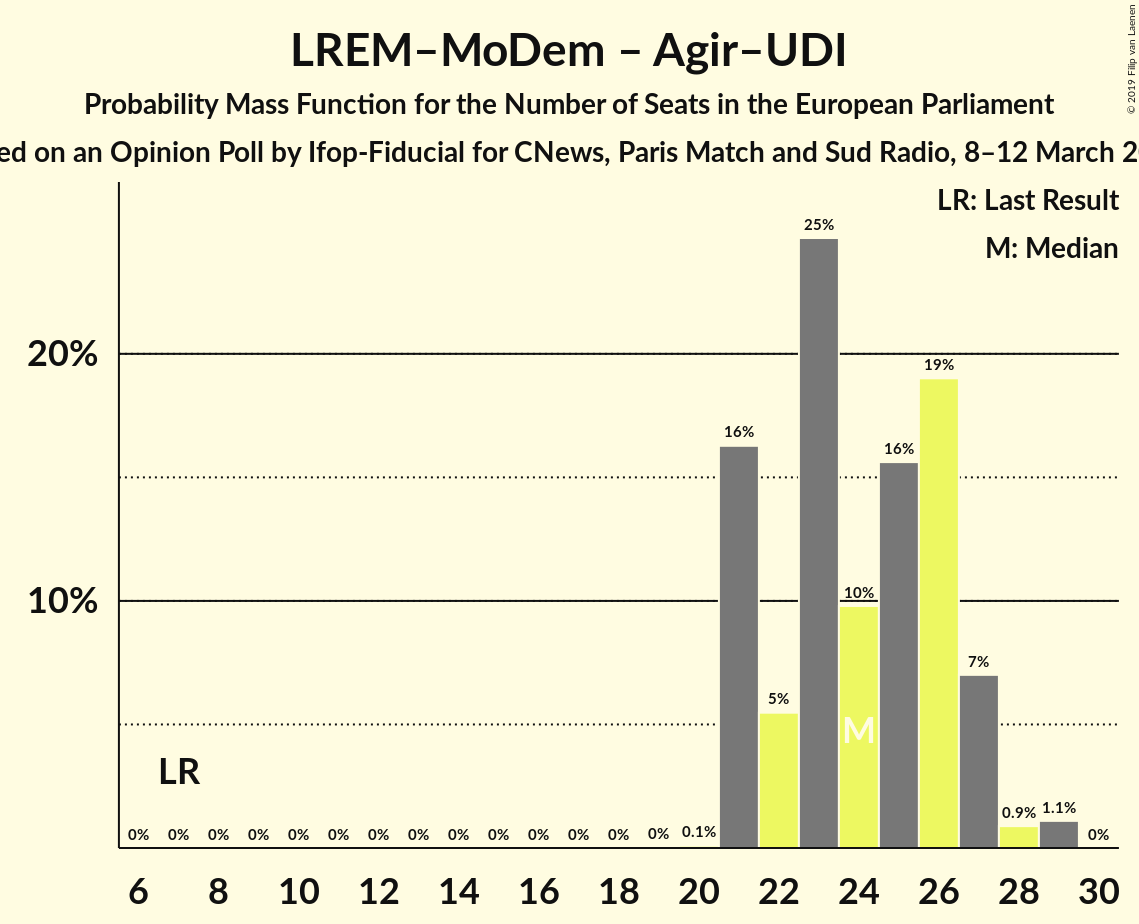 LREM–MoDem – Agir–UDI
Probability Mass Function for the Number of Seats in the European Parliament
ed on an Opinion Poll by Ifop-Fiducial for CNews, Paris Match and Sud Radio, 8–12 March 20
© 2019 Filip van Laenen
LR: Last Result
M: Median
25%
20%
19%
16%
16%
10%
10%
7%
5%
M
LR
0% 0% 0% 0% 0% 0% 0% 0% 0% 0% 0% 0% 0% 0% 0.1% 0.9% 1.1% 0%
6 8 10 12 14 16 18 20 22 24 26 28 30